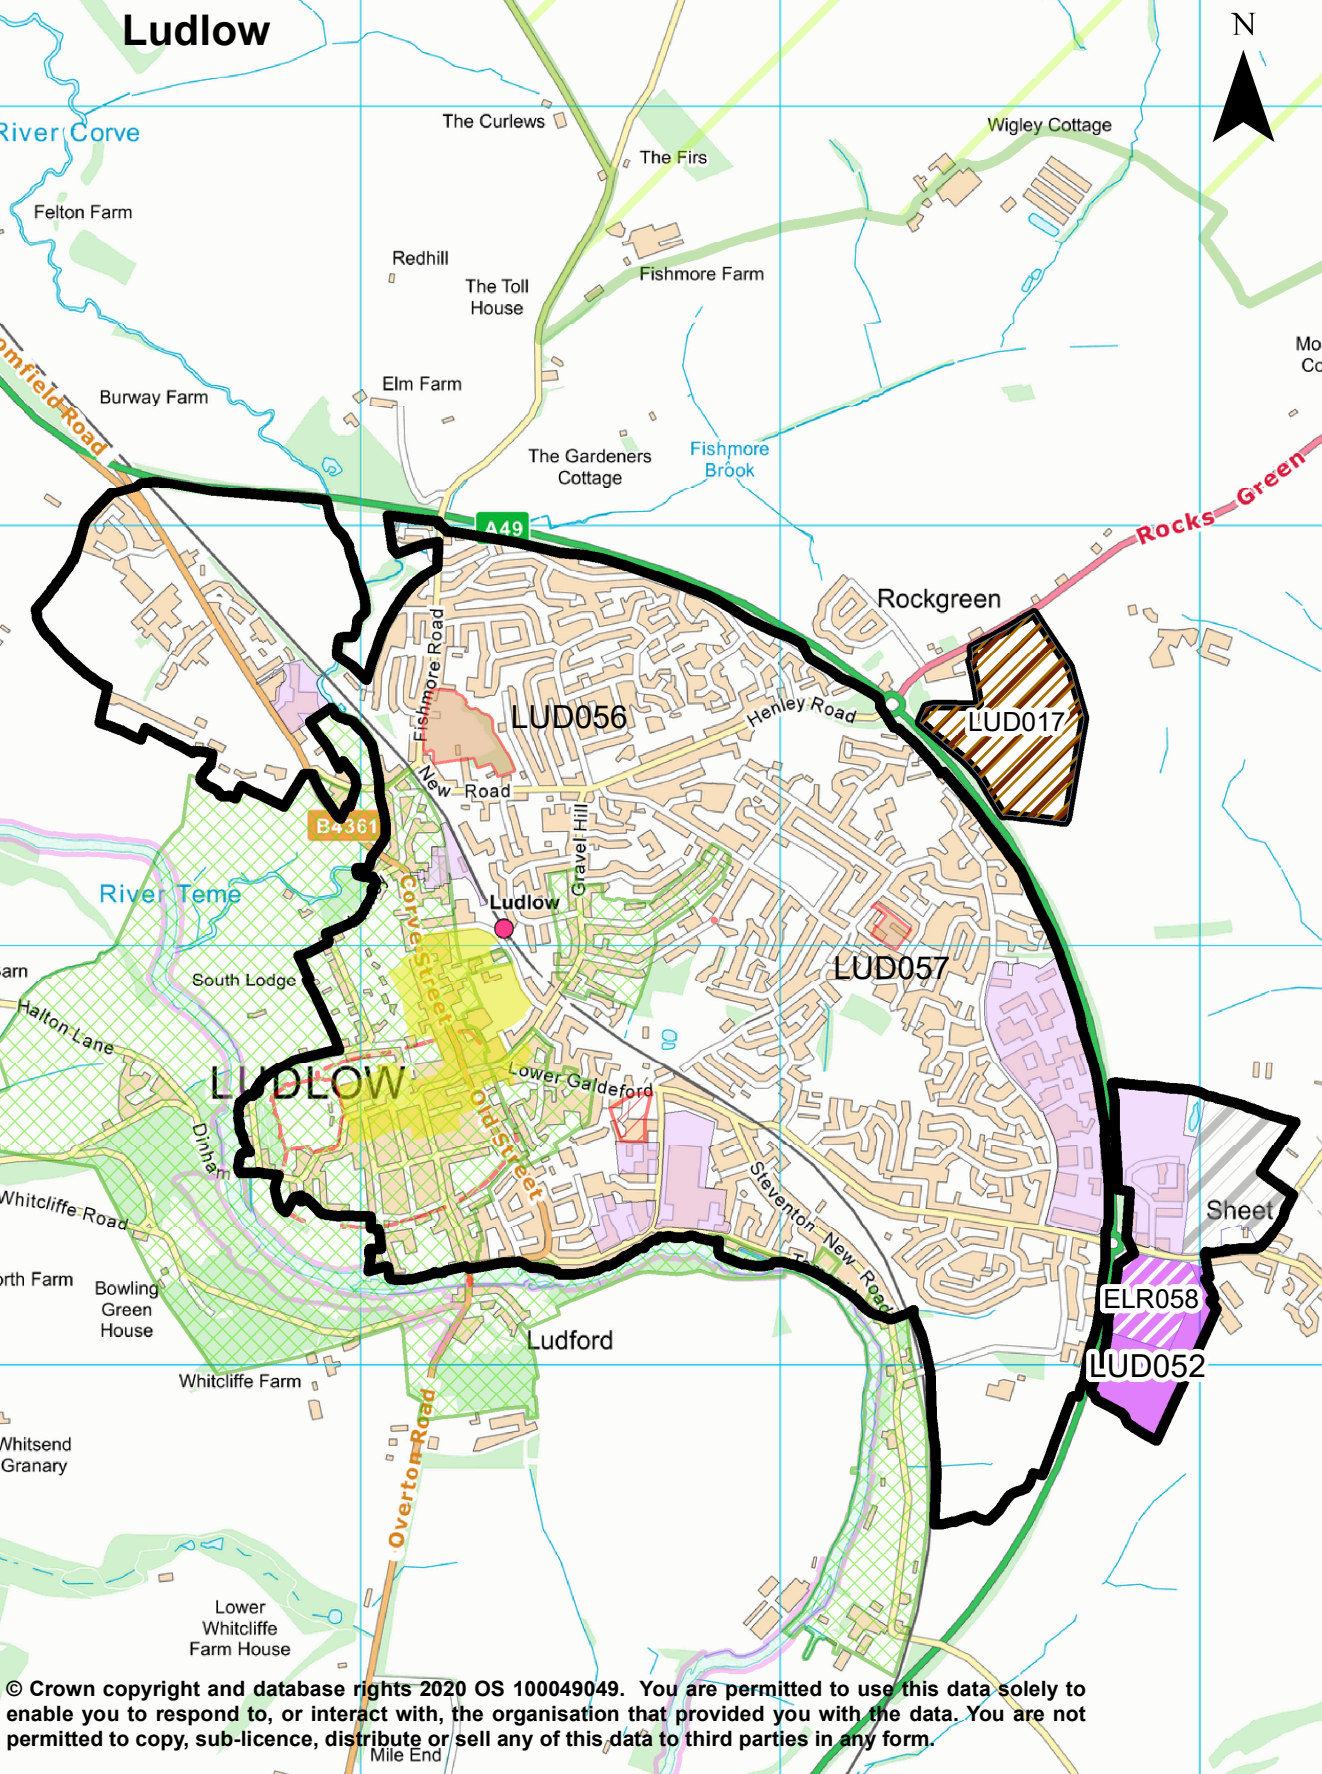 Ludlow
N
The Curlews
Wigley Cottage
River Corve
The Firs
Felton Farm
Redhill
Fishmore Farm
The Toll
House
Mo
Co
omfield Road
Elm Farm
Burway Farm
Fishmore
Brook
The Gardeners
Cottage
Rocks Green
A49
Rockgreen
Fishmore Road
LUD056
Henley Road
LUD017
New Road
B4361
Gravel Hill
River Teme
Corve Street
Ludlow
LUD057
arn
South Lodge
Halton Lane
LUDLOW
Lower Galdeford
Old Street
Dinham
Steventon New Road
Whitcliffe Road
Sheet
orth Farm
Bowling
Green
House
ELR058
Ludford
LUD052
Whitcliffe Farm
Overton Road
Whitsend
Granary
Lower
Whitcliffe
Farm House
© Crown copyright and database rights 2020 OS 100049049. You are permitted to use this data solely to
enable you to respond to, or interact with, the organisation that provided you with the data. You are not
permitted to copy, sub-licence, distribute or sell any of this data to third parties in any form.
Mile End